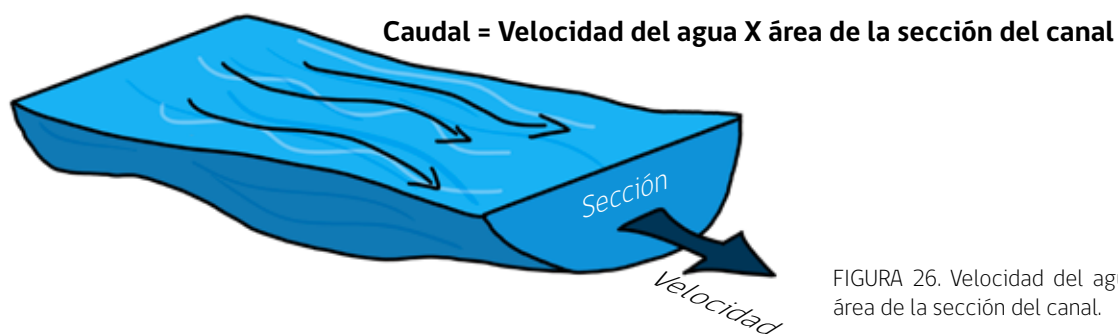 Caudal = Velocidad del agua X área de la sección del canal
Sección
Velocidad
FIGURA 26. Velocidad del
área de la sección del canal.